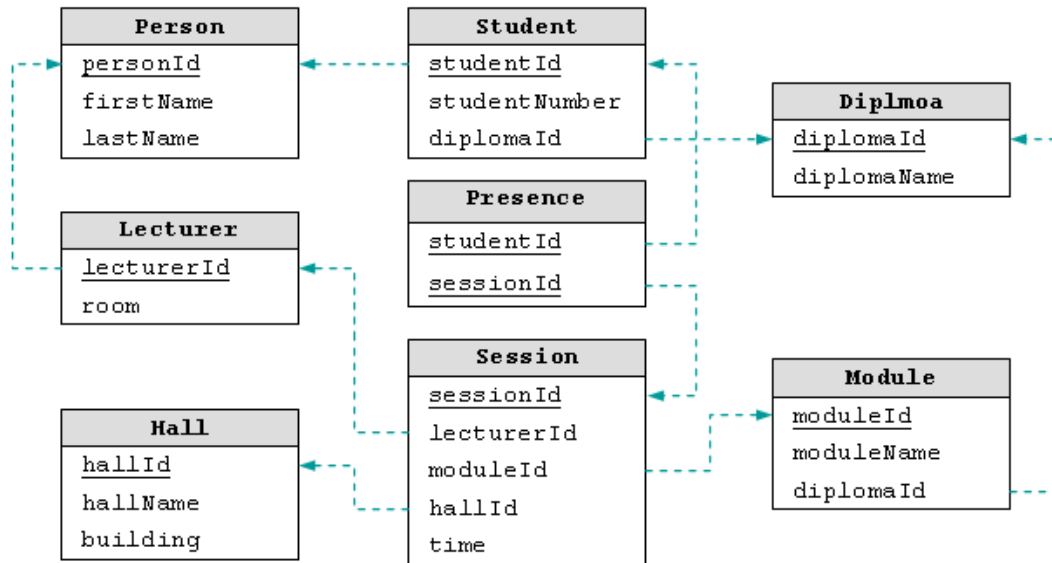 Person
personId
firstName
lastName
Student
studentId
studentNumber
diplomaId
Diplmoa
diplomaId
diplomaName
Lecturer
lecturerId
room
Presence
studentId
sessionId
Hall
hallId
hallName
building
Session
sessionId
lecturerId
moduleId
hallId
time
Module
moduleId
moduleName
diplomaId